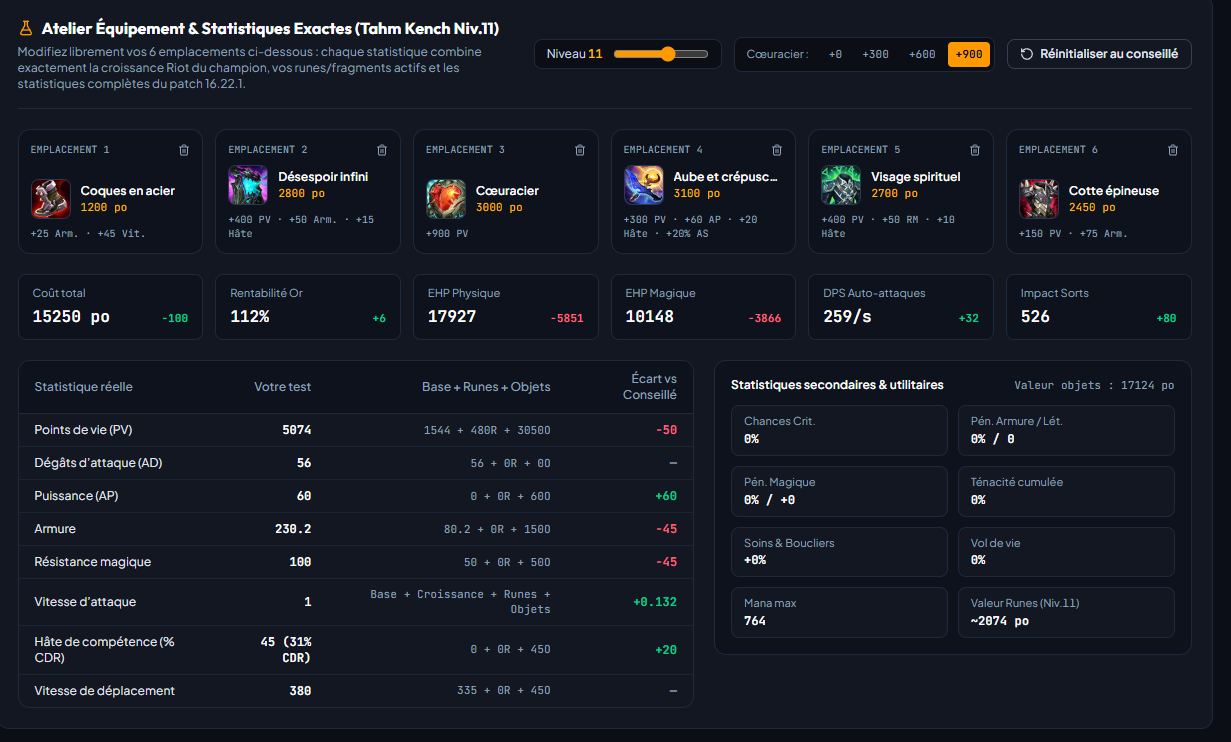 Atelier Équipement & Statistiques Exactes (Tahm Kench Niv.11)
Modifiez librement vos 6 emplacements ci-dessous : chaque statistique combine
exactement la croissance Riot du champion, vos runes/fragments actifs et les
statistiques complètes du patch 16.22.1.
Niveau 11
Cœuracier : +0 +300 +600 +900
Réinitialiser au conseillé
EMPLACEMENT 1
Coques en acier
1200 po
+25 Arm. · +45 Vit.
EMPLACEMENT 2
Désespoir infini
2800 po
+400 PV · +50 Arm. · +15
Hâte
EMPLACEMENT 3
Cœuracier
3000 po
+900 PV
EMPLACEMENT 4
Aube et crépusc...
3100 po
+300 PV · +60 AP · +20
Hâte · +20% AS
EMPLACEMENT 5
Visage spirituel
2700 po
+400 PV · +50 RM · +10
Hâte
EMPLACEMENT 6
Cotte épineuse
2450 po
+150 PV · +75 Arm.
Coût total
15250 po -100
Rentabilité Or
112% +6
EHP Physique
17927 -5851
EHP Magique
10148 -3866
DPS Auto-attaques
259/s +32
Impact Sorts
526 +80
Statistique réelle Votre test Base + Runes + Objets Écart vs
Conseillé
Points de vie (PV) 5074 1544 + 480R + 3050O -50
Dégâts d'attaque (AD) 56 56 + 0R + 0O —
Puissance (AP) 60 0 + 0R + 60O +60
Armure 230.2 80.2 + 0R + 150O -45
Résistance magique 100 50 + 0R + 50O -45
Vitesse d'attaque 1 Base + Croissance + Runes +
Objets +0.132
Hâte de compétence (%
CDR) 45 (31%
CDR) 0 + 0R + 45O +20
Vitesse de déplacement 380 335 + 0R + 45O —
Statistiques secondaires & utilitaires Valeur objets : 17124 po
Chances Crit.
0%
Pén. Armure / Lét.
0% / 0
Pén. Magique
0% / +0
Ténacité cumulée
0%
Soins & Boucliers
+0%
Vol de vie
0%
Mana max
764
Valeur Runes (Niv.11)
~2074 po